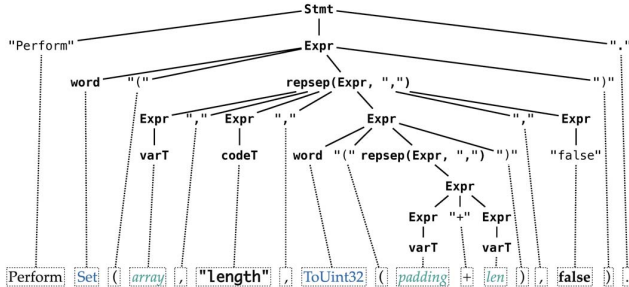 Stmt
"Perform" Expr "."
word "(" repsep(Expr, ",") ")"
Expr "," Expr "," Expr "," Expr
varT codeT word "(" repsep(Expr, ",") ")" "false"
Expr
Expr "+" Expr
varT varT
Perform Set ( array , "length" , ToUint32 ( padding + len ) , false ) .